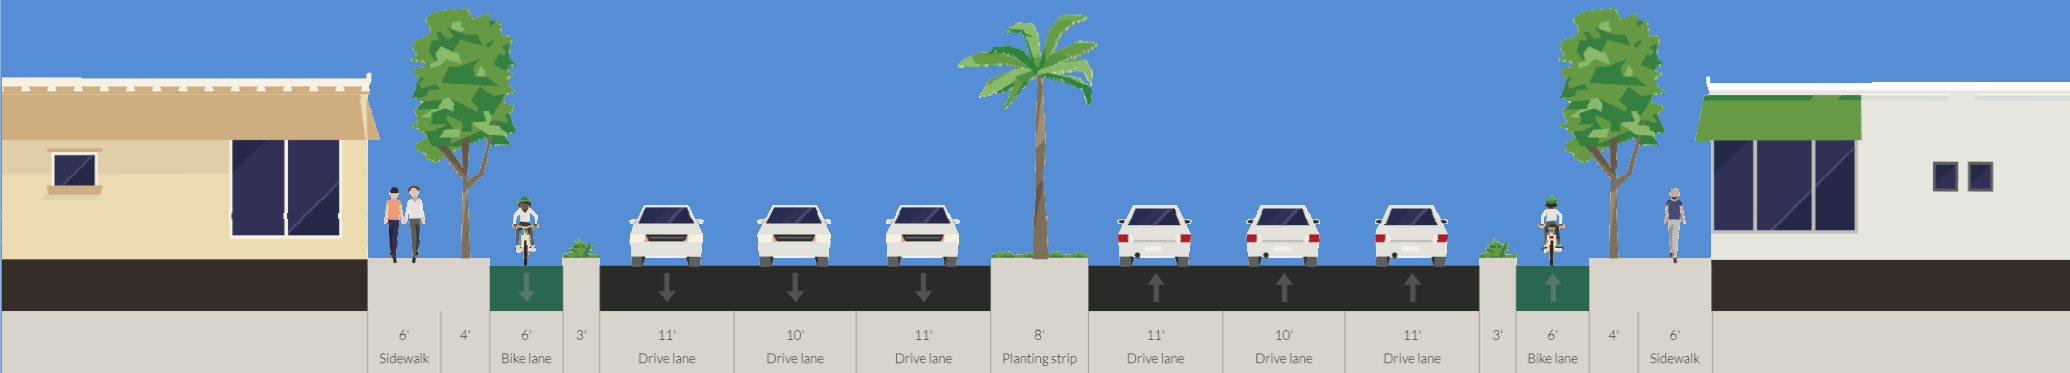 6' 4' 6' 3' 11' 10' 11' 8' 11' 10' 11' 3' 6' 4' 6'
Sidewalk Bike lane Drive lane Drive lane Drive lane Planting strip Drive lane Drive lane Drive lane Bike lane Sidewalk